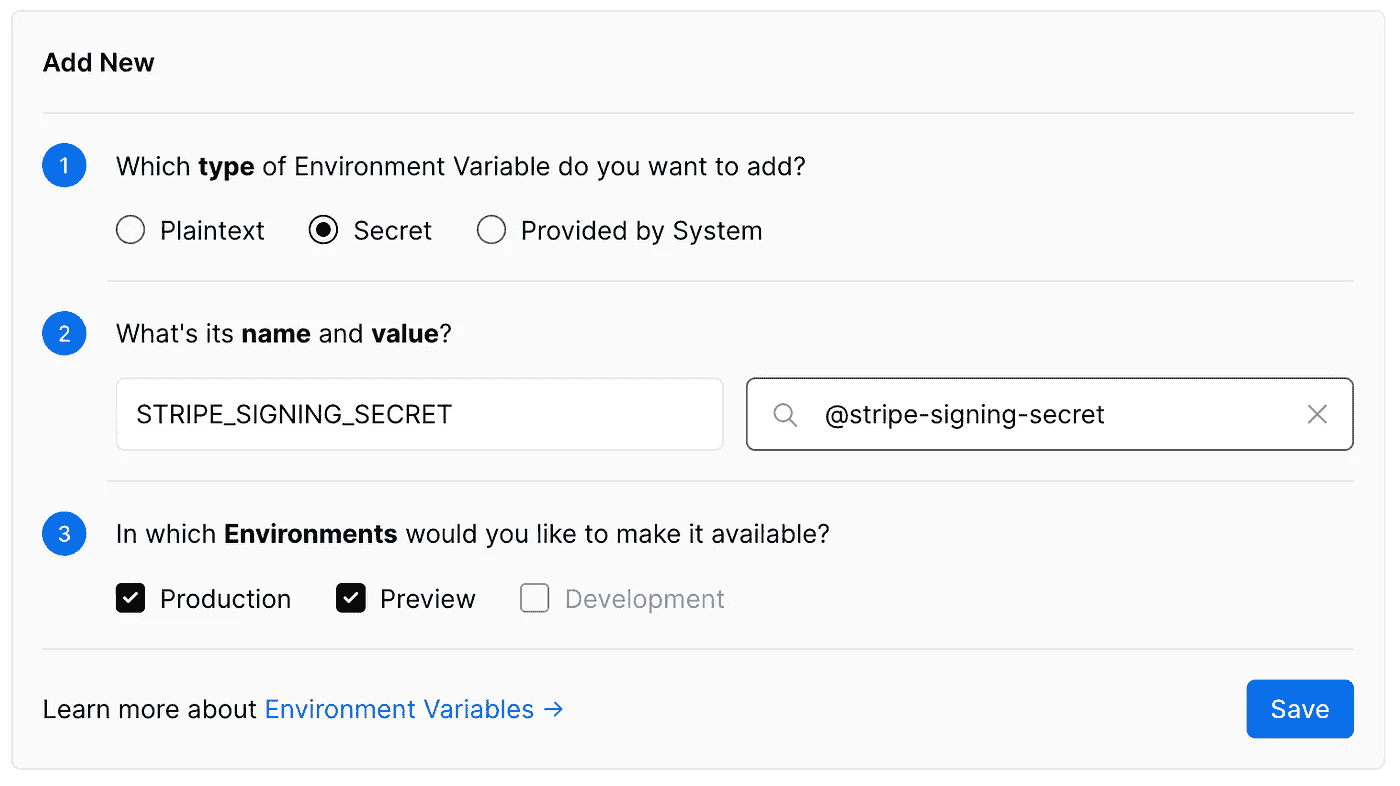 Add New
1 Which type of Environment Variable do you want to add?
Plaintext Secret Provided by System
2 What's its name and value?
STRIPE_SIGNING_SECRET @stripe-signing-secret
3 In which Environments would you like to make it available?
Production Preview Development
Learn more about Environment Variables → Save